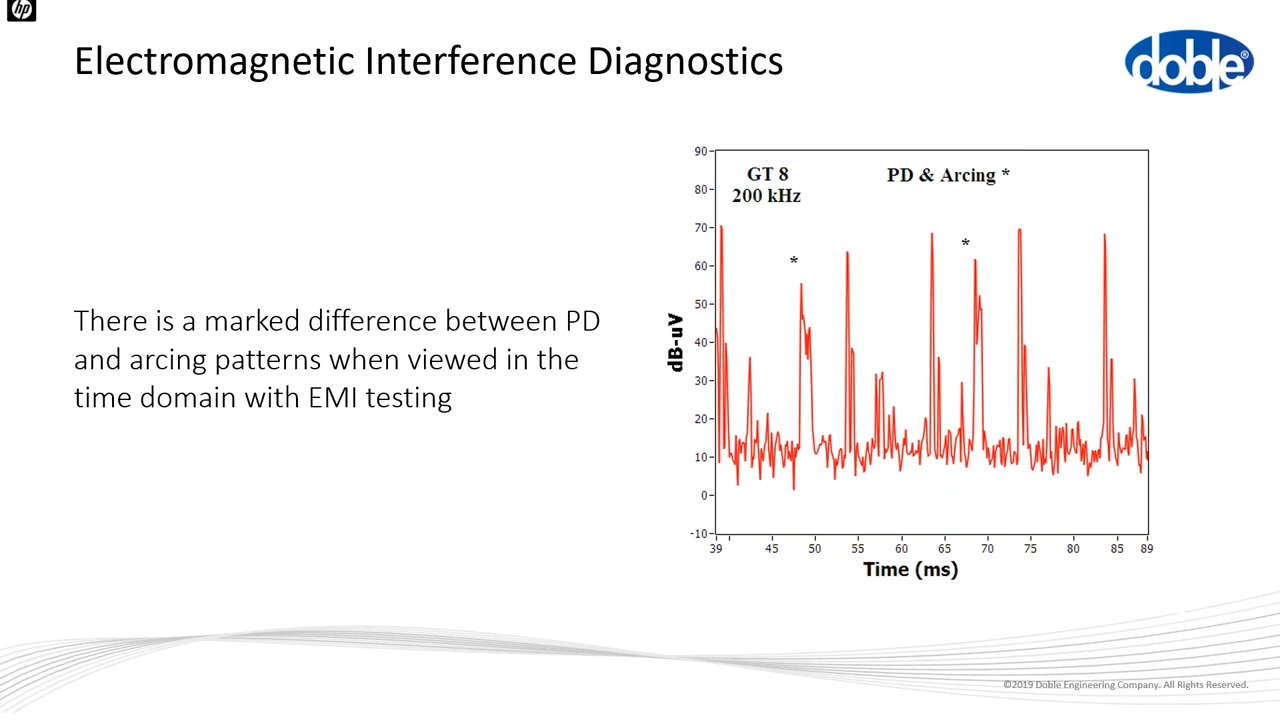 hp
Electromagnetic Interference Diagnostics
doble®
There is a marked difference between PD
and arcing patterns when viewed in the
time domain with EMI testing
GT 8
200 kHz
PD & Arcing *
*
*
90
80
70
60
50
40
30
20
10
0
-10
dB-uV
39 45 50 55 60 65 70 75 80 85 89
Time (ms)
©2019 Doble Engineering Company. All Rights Reserved.